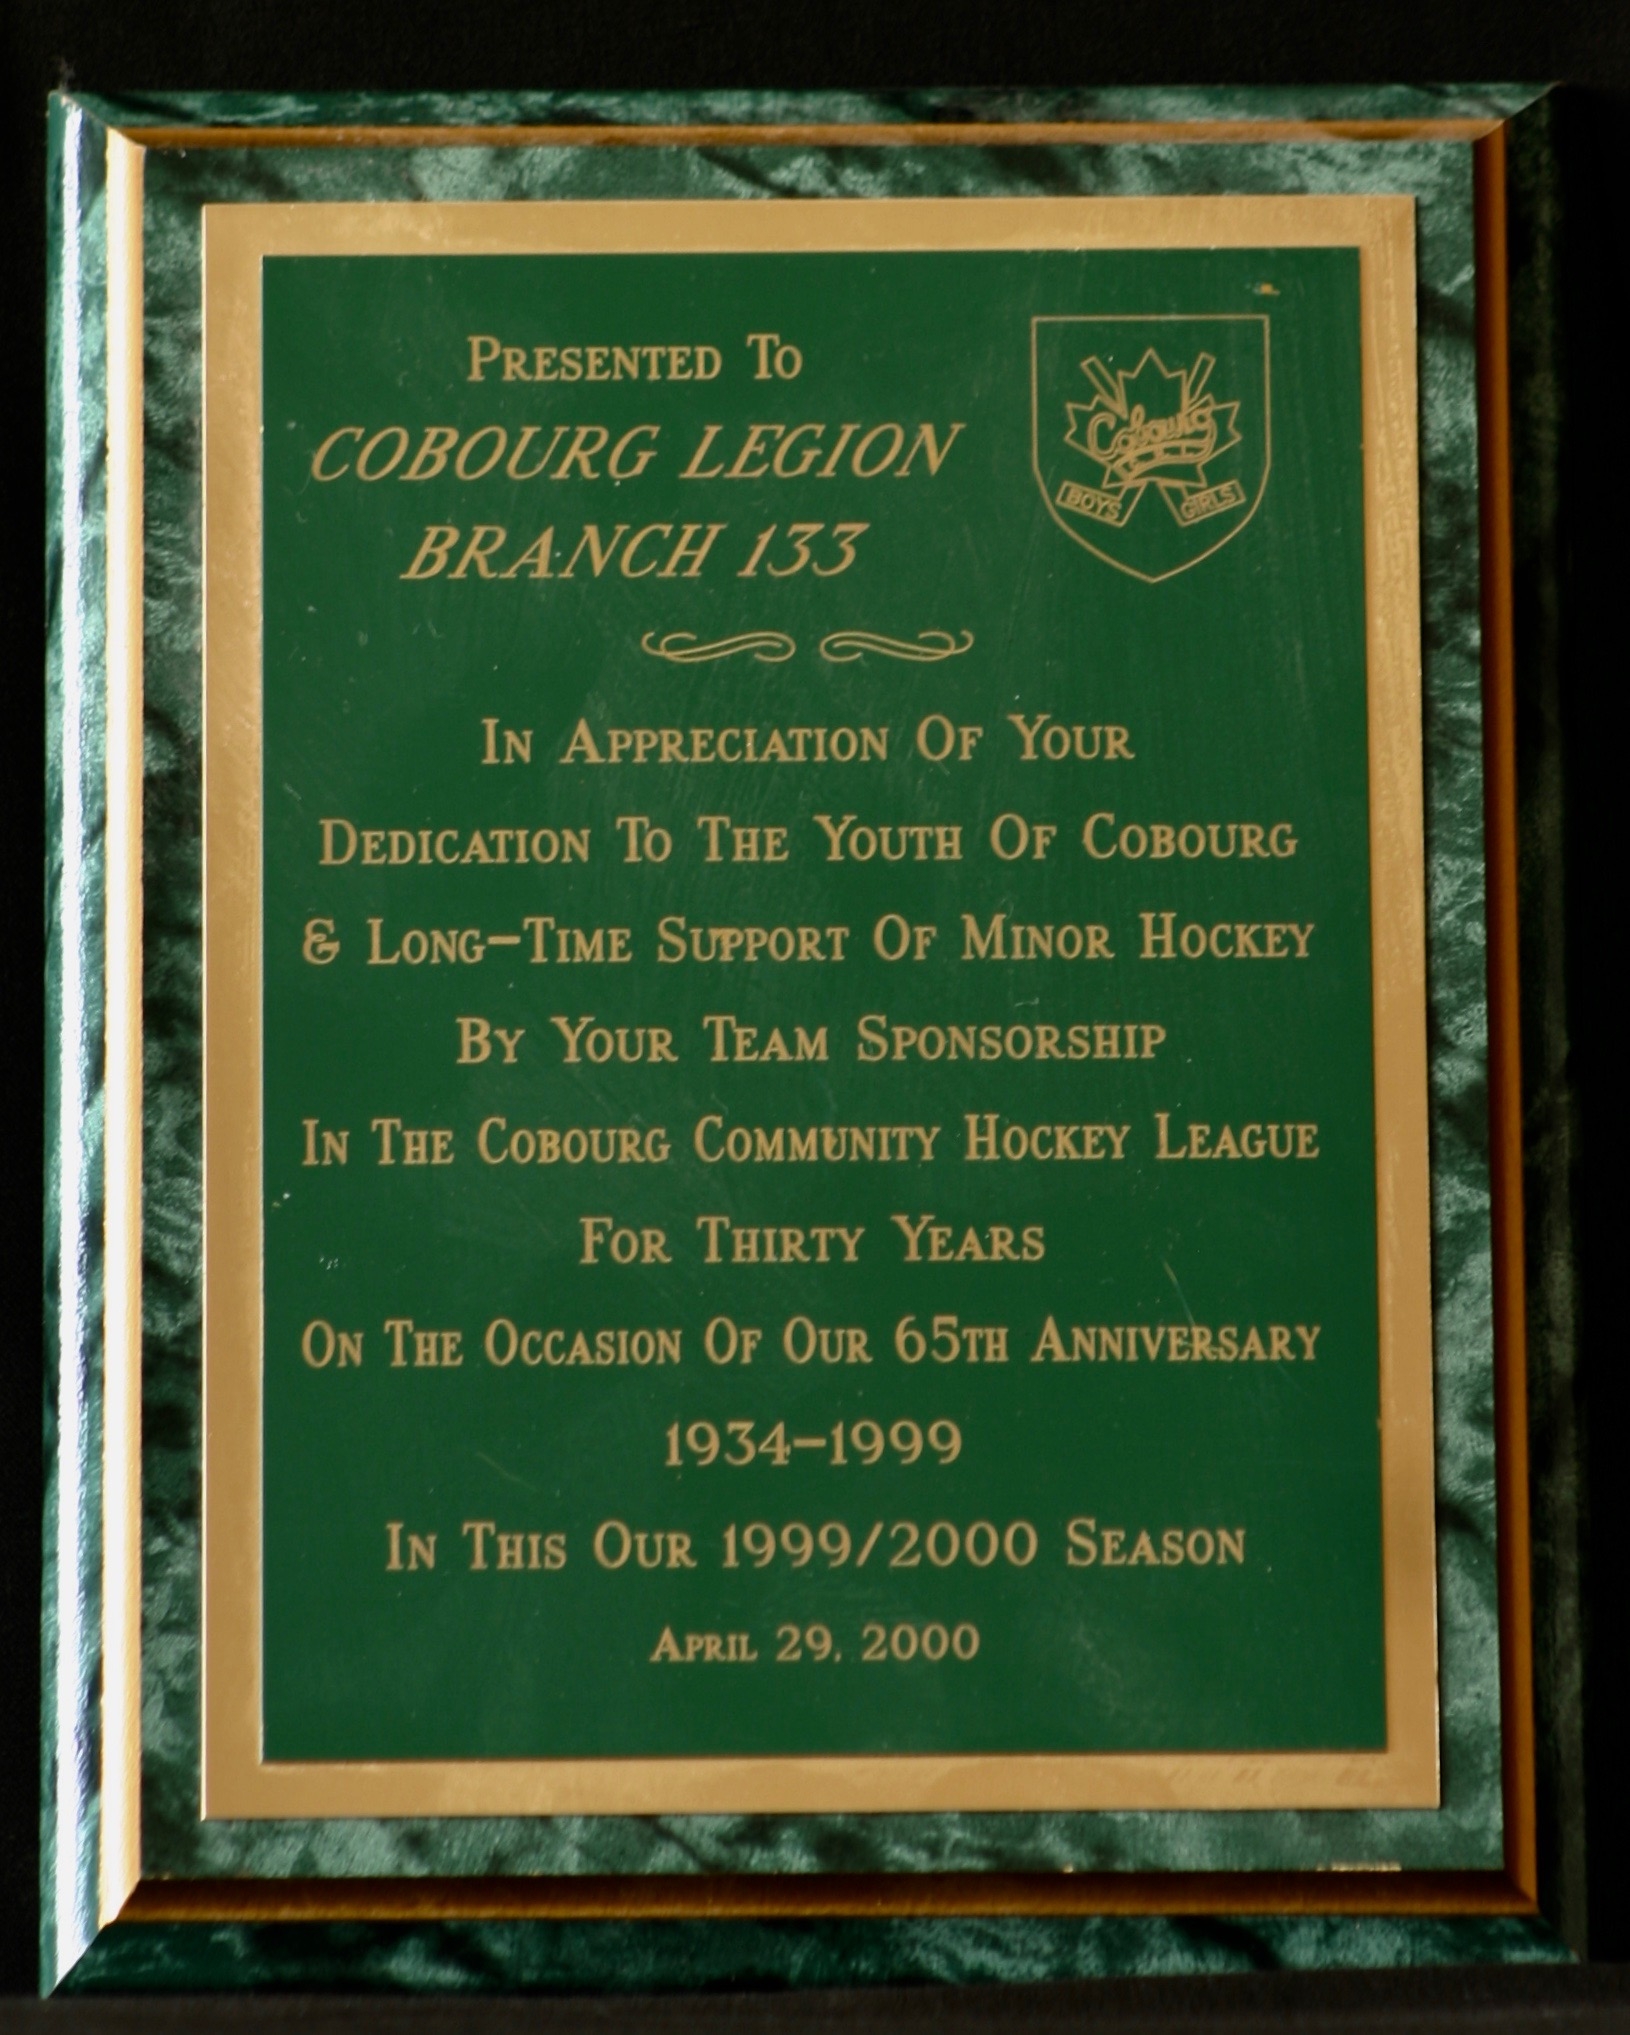 PRESENTED TO
COBOURG LEGION
BRANCH 133
Cobourg
BOYS GIRLS
IN APPRECIATION OF YOUR
DEDICATION TO THE YOUTH OF COBOURG
& LONG-TIME SUPPORT OF MINOR HOCKEY
BY YOUR TEAM SPONSORSHIP
IN THE COBOURG COMMUNITY HOCKEY LEAGUE
FOR THIRTY YEARS
ON THE OCCASION OF OUR 65TH ANNIVERSARY
1934-1999
IN THIS OUR 1999/2000 SEASON
APRIL 29, 2000